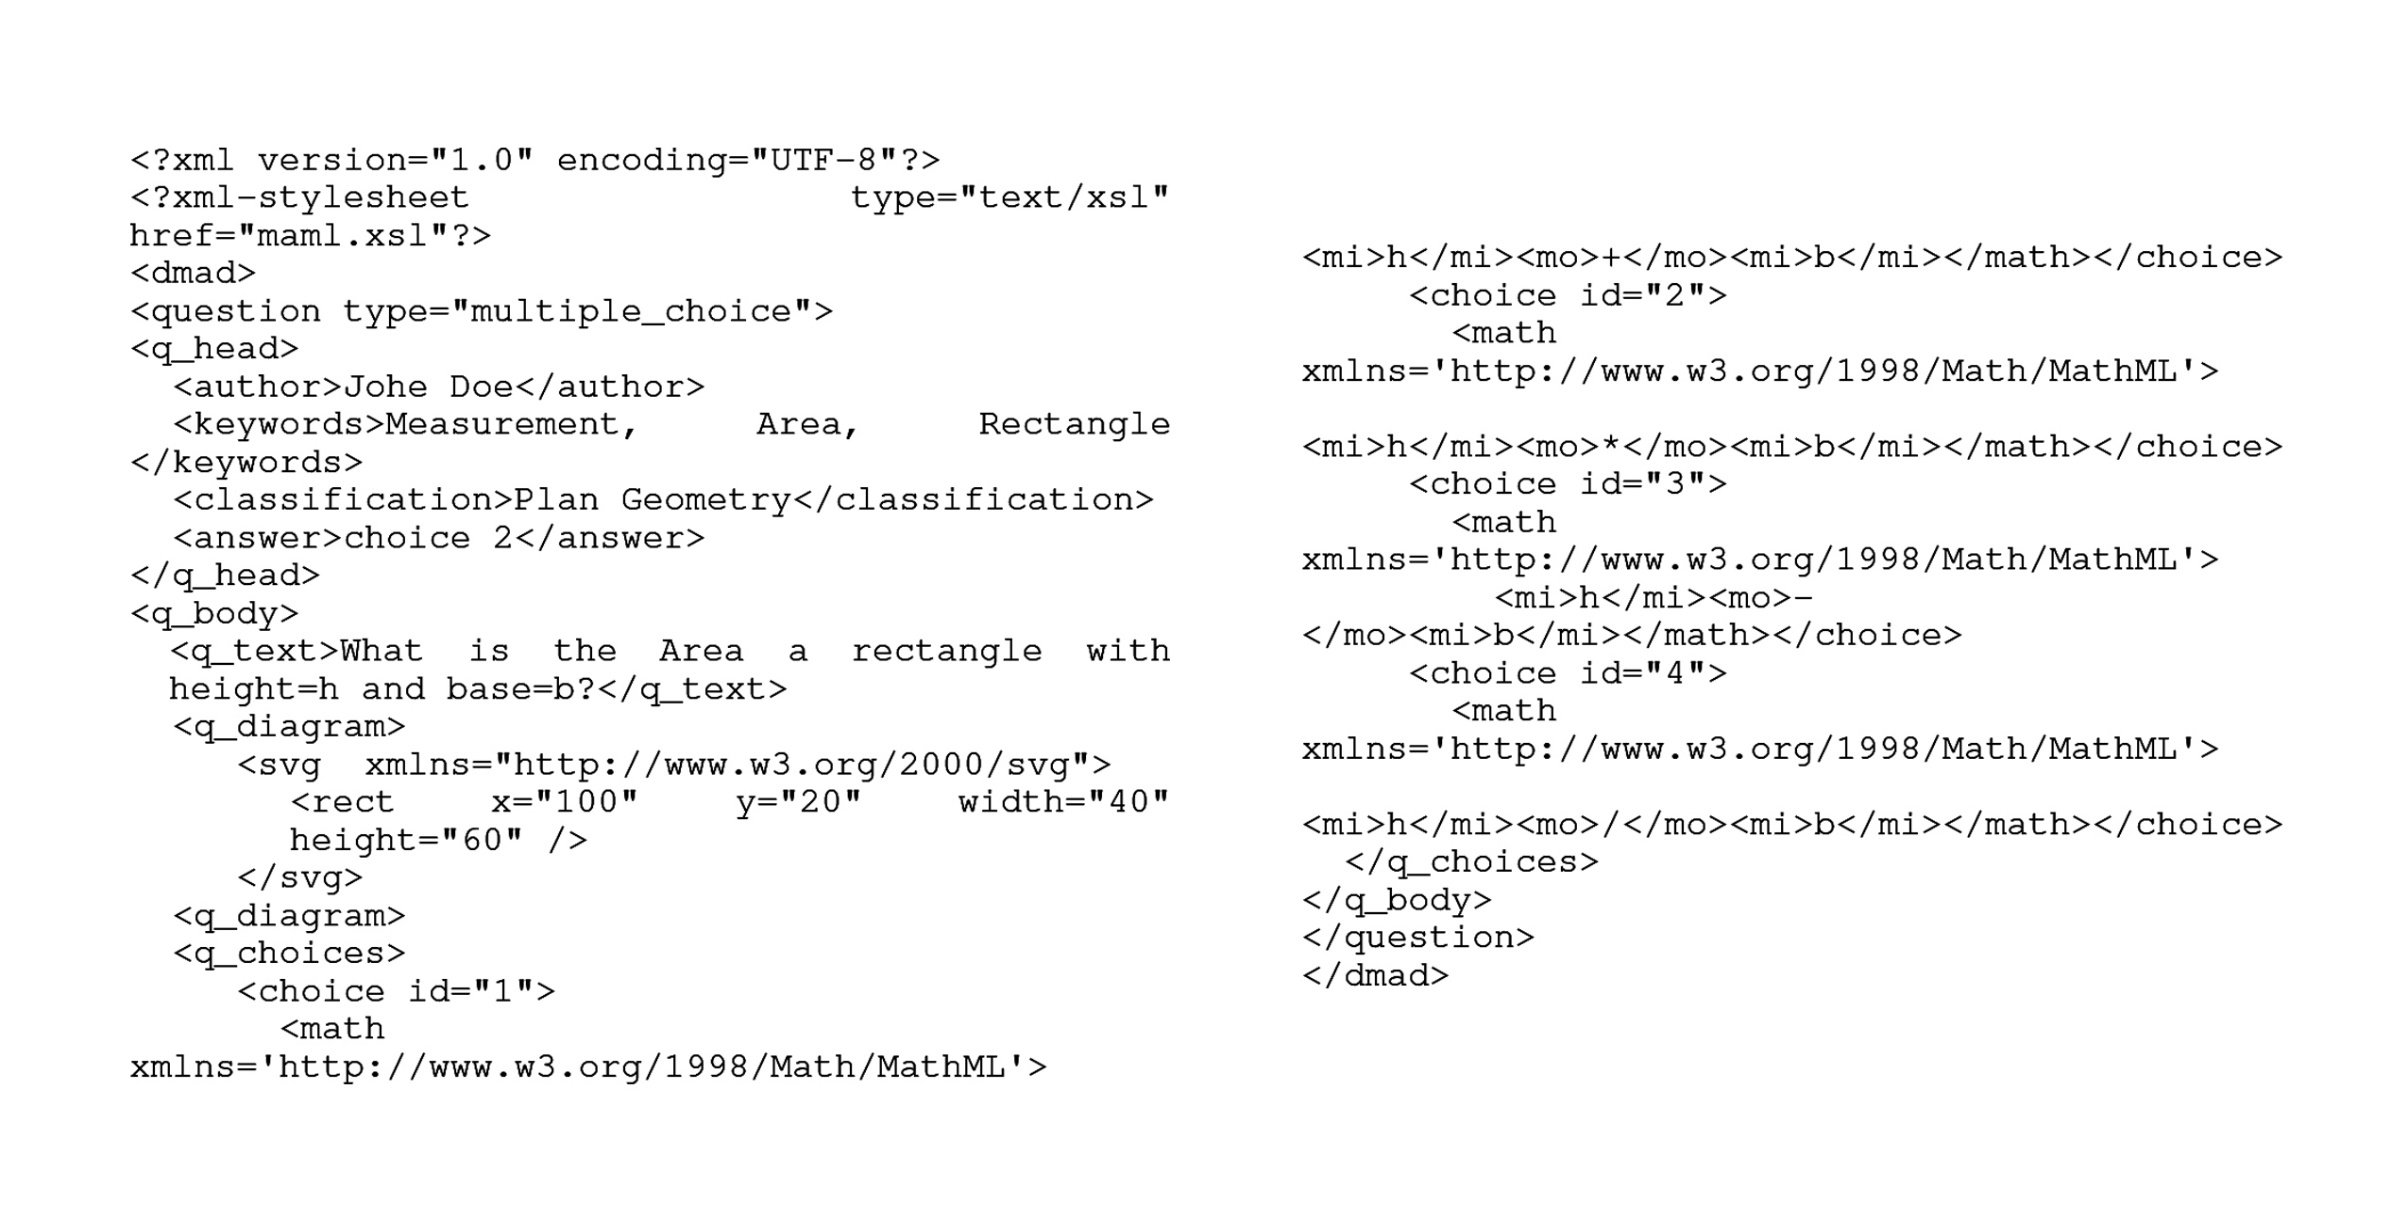 <?xml version="1.0" encoding="UTF-8"?>
<?xml-stylesheet type="text/xsl"
href="maml.xsl"?>
<dmad>
<question type="multiple_choice">
<q_head>
<author>Johe Doe</author>
<keywords>Measurement, Area, Rectangle
</keywords>
<classification>Plan Geometry</classification>
<answer>choice 2</answer>
</q_head>
<q_body>
<q_text>What is the Area a rectangle with
height=h and base=b?</q_text>
<q_diagram>
<svg xmlns="http://www.w3.org/2000/svg">
<rect x="100" y="20" width="40"
height="60" />
</svg>
<q_diagram>
<q_choices>
<choice id="1">
<math
xmlns='http://www.w3.org/1998/Math/MathML'>
<mi>h</mi><mo>+</mo><mi>b</mi></math></choice>
<choice id="2">
<math
xmlns='http://www.w3.org/1998/Math/MathML'>
<mi>h</mi><mo>*</mo><mi>b</mi></math></choice>
<choice id="3">
<math
xmlns='http://www.w3.org/1998/Math/MathML'>
<mi>h</mi><mo>-
</mo><mi>b</mi></math></choice>
<choice id="4">
<math
xmlns='http://www.w3.org/1998/Math/MathML'>
<mi>h</mi><mo>/</mo><mi>b</mi></math></choice>
</q_choices>
</q_body>
</question>
</dmad>